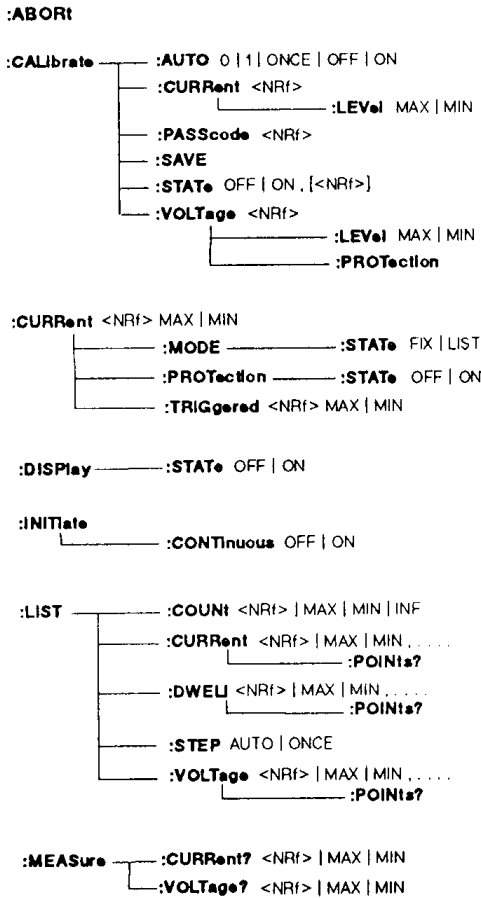 :ABORt
:CALIbrate :AUTO 0 | 1 | ONCE | OFF | ON
:CURRent <NRf>
:LEVel MAX | MIN
:PASScode <NRf>
:SAVE
:STATe OFF | ON , [<NRf>]
:VOLTage <NRf>
:LEVel MAX | MIN
:PROTection
:CURRent <NRf> MAX | MIN
:MODE :STATe FIX | LIST
:PROTection :STATe OFF | ON
:TRIGgered <NRf> MAX | MIN
:DISPlay :STATe OFF | ON
:INITiate
:CONTinuous OFF | ON
:LIST :COUNt <NRf> | MAX | MIN | INF
:CURRent <NRf> | MAX | MIN , . . . .
:POINts?
:DWELl <NRf> | MAX | MIN , . . . . .
:POINts?
:STEP AUTO | ONCE
:VOLTage <NRf> | MAX | MIN , . . . .
:POINts?
:MEASure :CURRent? <NRf> | MAX | MIN
:VOLTage? <NRf> | MAX | MIN